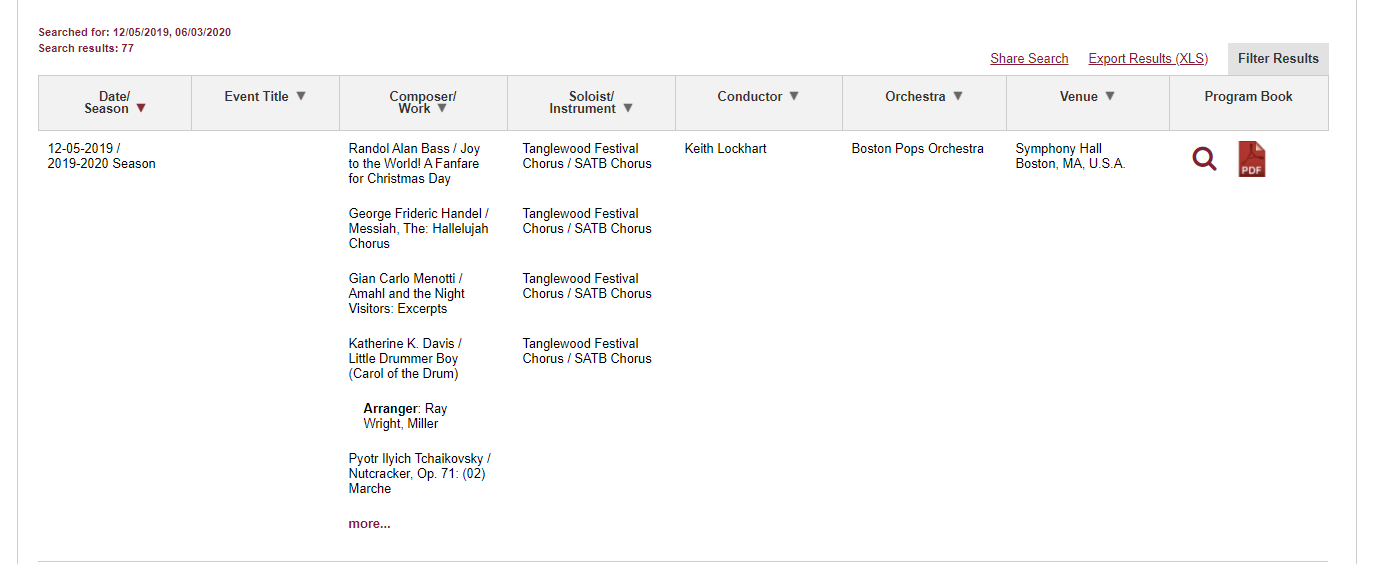 Searched for: 12/05/2019, 06/03/2020
Search results: 77
Share Search
Export Results (XLS)
Filter Results
Date/
Season ▼
Event Title ▼
Composer/
Work ▼
Soloist/
Instrument ▼
Conductor ▼
Orchestra ▼
Venue ▼
Program Book
12-05-2019 /
2019-2020 Season
Randol Alan Bass / Joy
to the World! A Fanfare
for Christmas Day
Tanglewood Festival
Chorus / SATB Chorus
Keith Lockhart
Boston Pops Orchestra
Symphony Hall
Boston, MA, U.S.A.
PDF
George Frideric Handel /
Messiah, The: Hallelujah
Chorus
Tanglewood Festival
Chorus / SATB Chorus
Gian Carlo Menotti /
Amahl and the Night
Visitors: Excerpts
Tanglewood Festival
Chorus / SATB Chorus
Katherine K. Davis /
Little Drummer Boy
(Carol of the Drum)
Tanglewood Festival
Chorus / SATB Chorus
Arranger: Ray
Wright, Miller
Pyotr Ilyich Tchaikovsky /
Nutcracker, Op. 71: (02)
Marche
more...